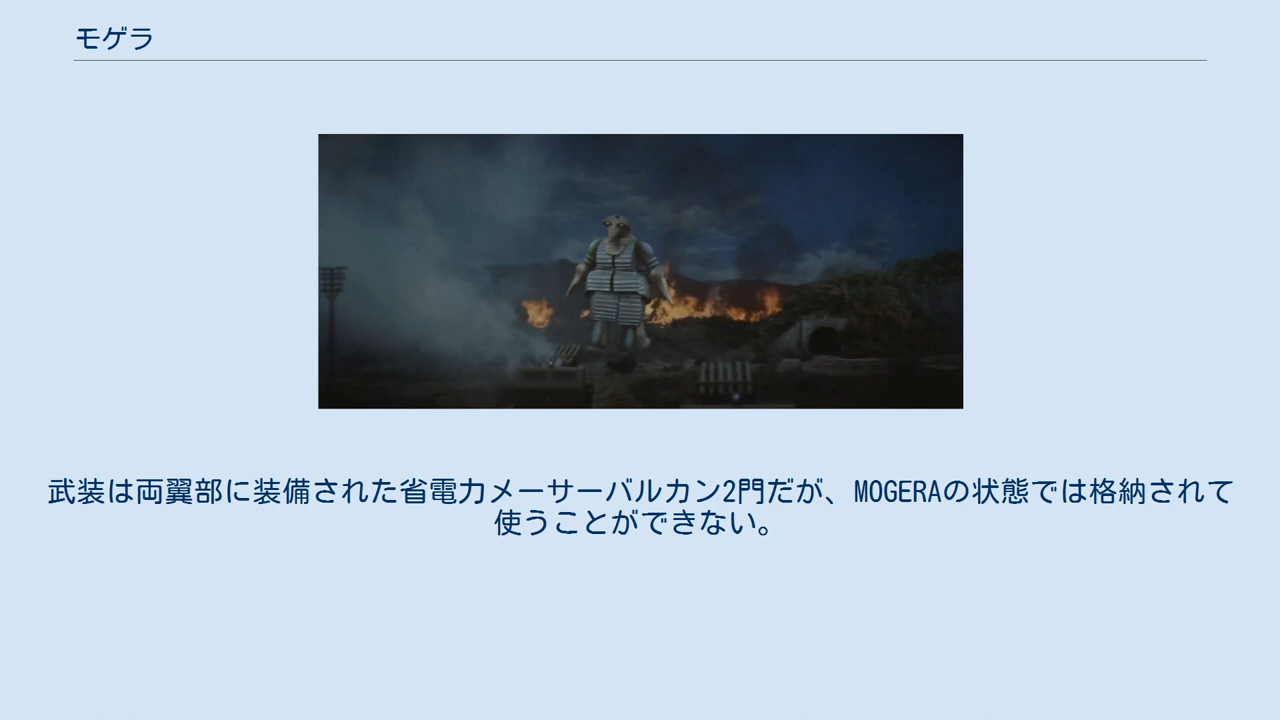 モゲラ
武装は両翼部に装備された省電力メーサーバルカン2門だが、MOGERAの状態では格納されて
使うことができない。